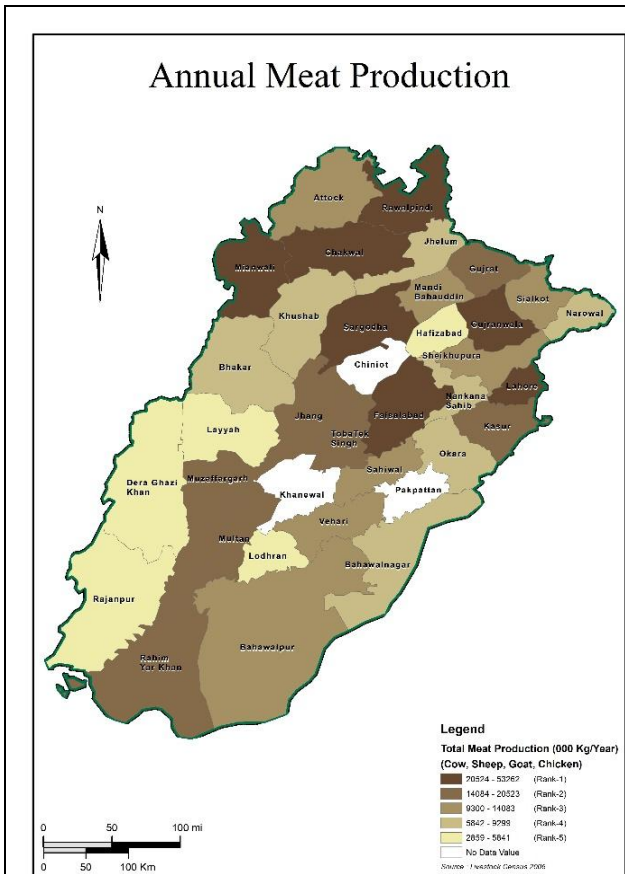 Annual Meat Production
N
Attock
Rawalpindi
Jhelum
Chakwal
Gujrat
Mianwali
Mandi
Bahauddin
Sialkot
Khushab
Sargodha
Gujranwala
Narowal
Hafizabad
Sheikhupura
Chiniot
Bhakar
Lahore
Nankana
Sahib
Jhang
Faisalabad
Layyah
Kasur
TobaTek
Singh
Okara
Sahiwal
Dera Ghazi
Khan
Muzaffargarh
Khanewal
Pakpattan
Vehari
Multan
Lodhran
Bahawalnagar
Rajanpur
Bahawalpur
Rahim
Yar Khan
Legend
Total Meat Production (000 Kg/Year)
(Cow, Sheep, Goat, Chicken)
20524 - 53262 (Rank-1)
14084 - 20523 (Rank-2)
9300 - 14083 (Rank-3)
5842 - 9299 (Rank-4)
2859 - 5841 (Rank-5)
No Data Value
Source : Livestock Census 2006
0 50 100 mi
0 50 100 Km